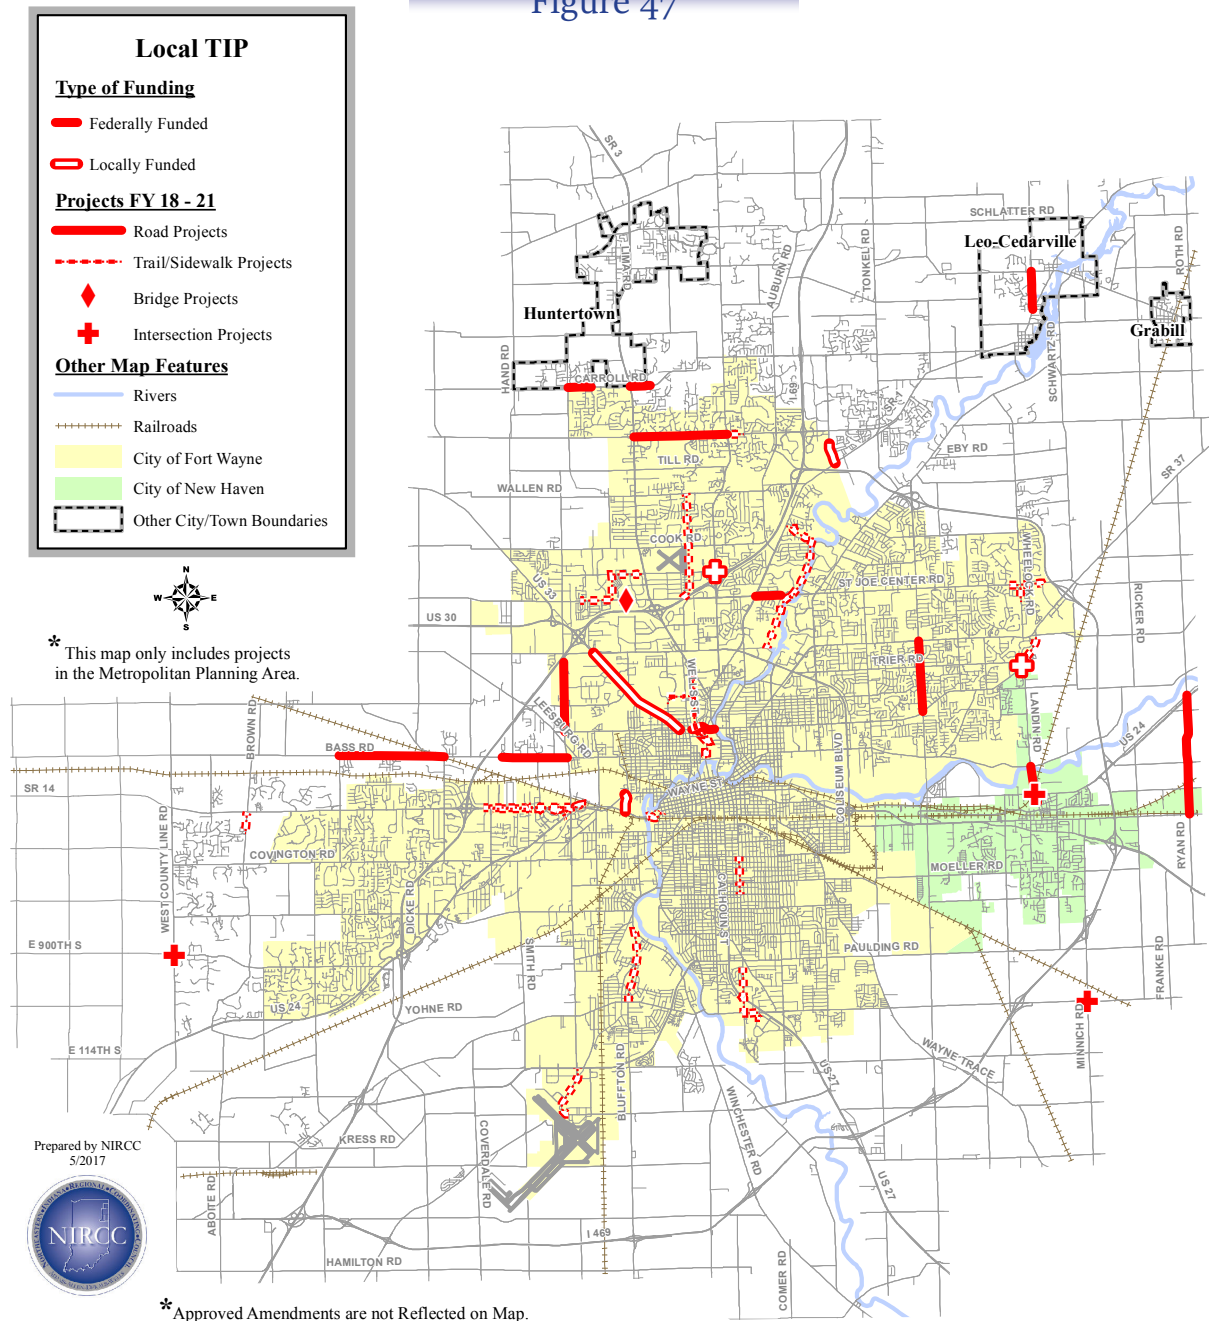 Figure 47
Local TIP
Type of Funding
Federally Funded
Locally Funded
Projects FY 18 - 21
Road Projects
Trail/Sidewalk Projects
Bridge Projects
Intersection Projects
Other Map Features
Rivers
Railroads
City of Fort Wayne
City of New Haven
Other City/Town Boundaries
N
W E
S
* This map only includes projects
in the Metropolitan Planning Area.
SR 3
LIMA RD
AUBURN RD
TONKEL RD
SCHLATTER RD
Leo-Cedarville
ROTH RD
Huntertown
Grabill
HAND RD
CARROLL RD
I 69
SR 1
SCHWARTZ RD
TILL RD
EBY RD
SR 37
WALLEN RD
COOK RD
WHEELOCK RD
US 33
ST JOE CENTER RD
RICKER RD
US 30
TRIER RD
WELLS ST
LEESBURG RD
LANDIN RD
BROWN RD
BASS RD
US 24
COLISEUM BLVD
SR 14
WAYNE ST
WEST COUNTY LINE RD
COVINGTON RD
RYAN RD
MOELLER RD
DICKE RD
CALHOUN ST
E 900TH S
SMITH RD
PAULDING RD
FRANKE RD
US 24
YOHNE RD
E 114TH S
MINNICH RD
WAYNE TRACE
US 27
BLUFFTON RD
WINCHESTER RD
KRESS RD
COVERDALE RD
US 27
ABOITE RD
I 469
HAMILTON RD
COMER RD
Prepared by NIRCC
5/2017
NIRCC
*Approved Amendments are not Reflected on Map.